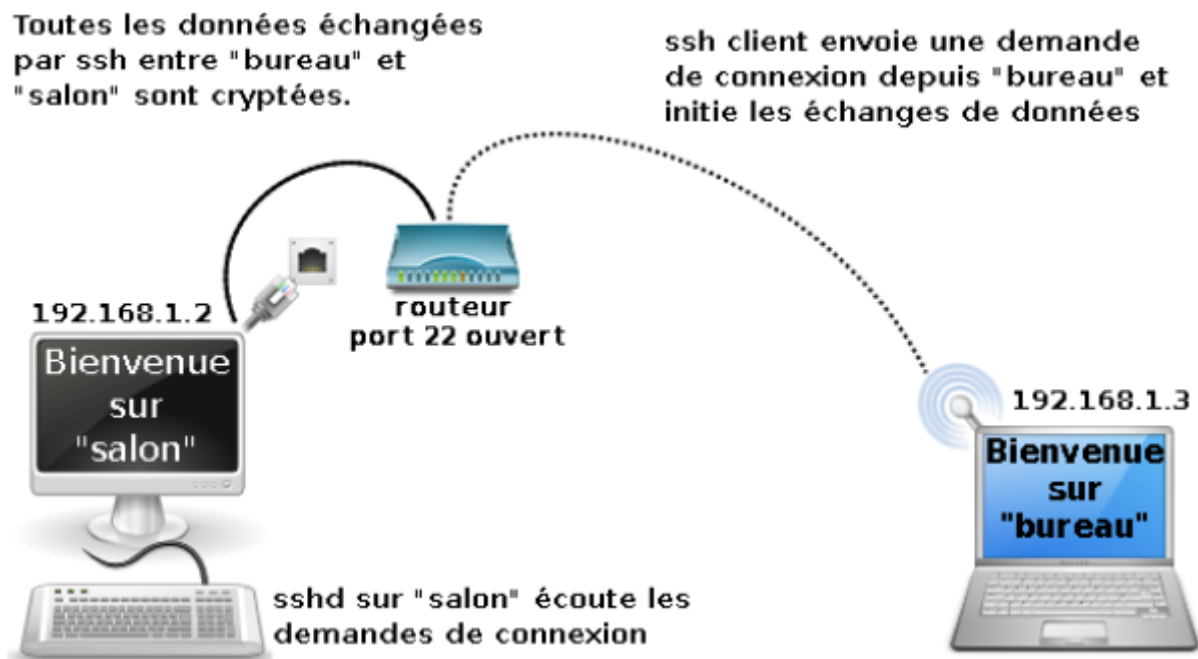 Toutes les données échangées
par ssh entre "bureau" et
"salon" sont cryptées.
ssh client envoie une demande
de connexion depuis "bureau" et
initie les échanges de données
routeur
port 22 ouvert
192.168.1.2
Bienvenue
sur
"salon"
192.168.1.3
Bienvenue
sur
"bureau"
sshd sur "salon" écoute les
demandes de connexion